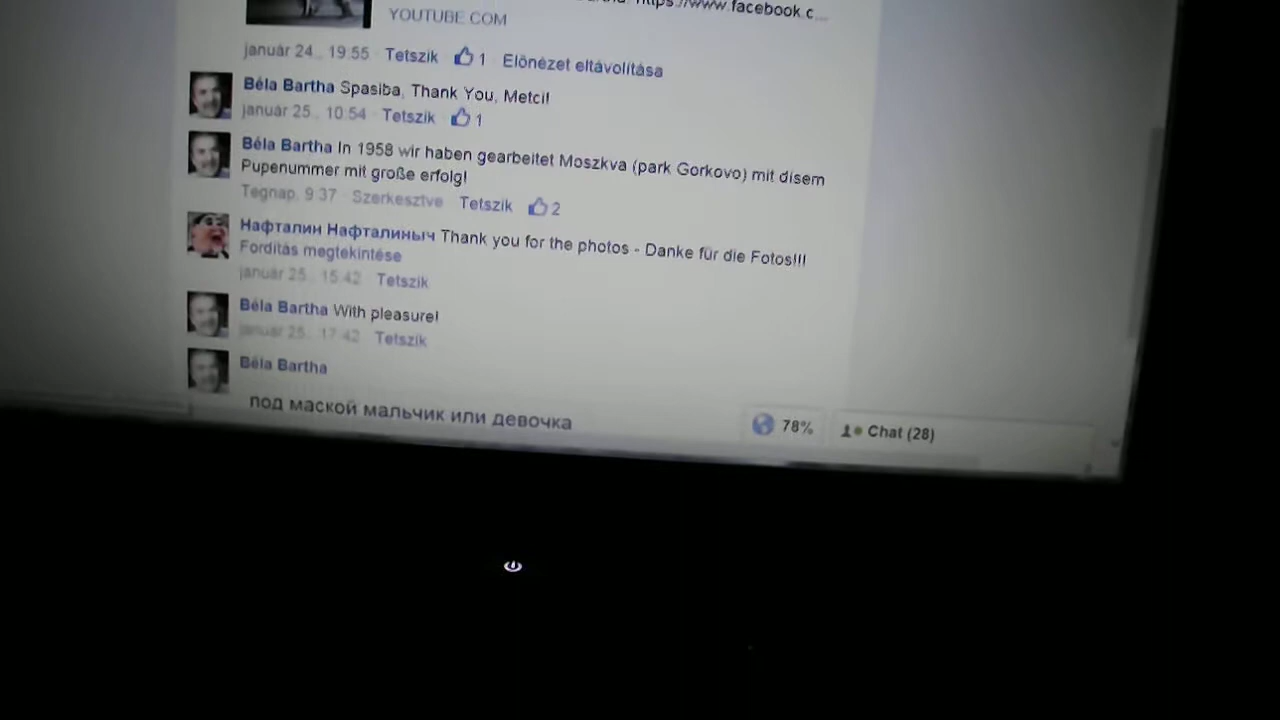 https://www.facebook.c...
YOUTUBE.COM
január 24., 19:55 · Tetszik · 1 · Előnézet eltávolítása
Béla Bartha Spasiba, Thank You, Metci!
január 25., 10:54 · Tetszik · 1
Béla Bartha In 1958 wir haben gearbeitet Moszkva (park Gorkovo) mit disem
Pupenummer mit große erfolg!
Tegnap, 9:37 · Szerkesztve · Tetszik · 2
Нафталин Нафталиныч Thank you for the photos - Danke für die Fotos!!!
Fordítás megtekintése
január 25., 15:42 · Tetszik
Béla Bartha With pleasure!
január 25., 17:42 · Tetszik
Béla Bartha
под маской мальчик или девочка
78%
Chat (28)